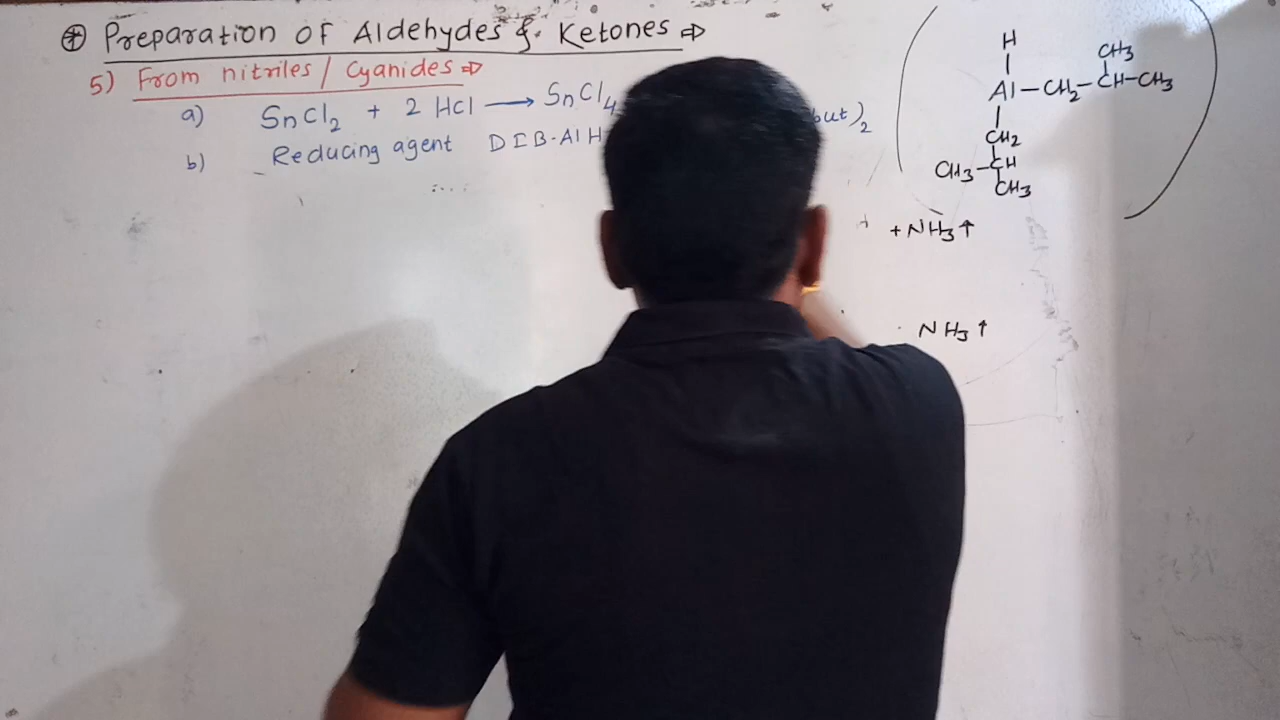 ⊕ Preparation of Aldehydes & Ketones ⇒
5) From nitriles / Cyanides ⇒
a) SnCl₂ + 2 HCl ⟶ SnCl₄
b) Reducing agent DIB-AlH but)₂
H
CH₃
Al—CH₂—CH—CH₃
CH₂
CH₃—CH
CH₃
+ NH₃↑
NH₃↑